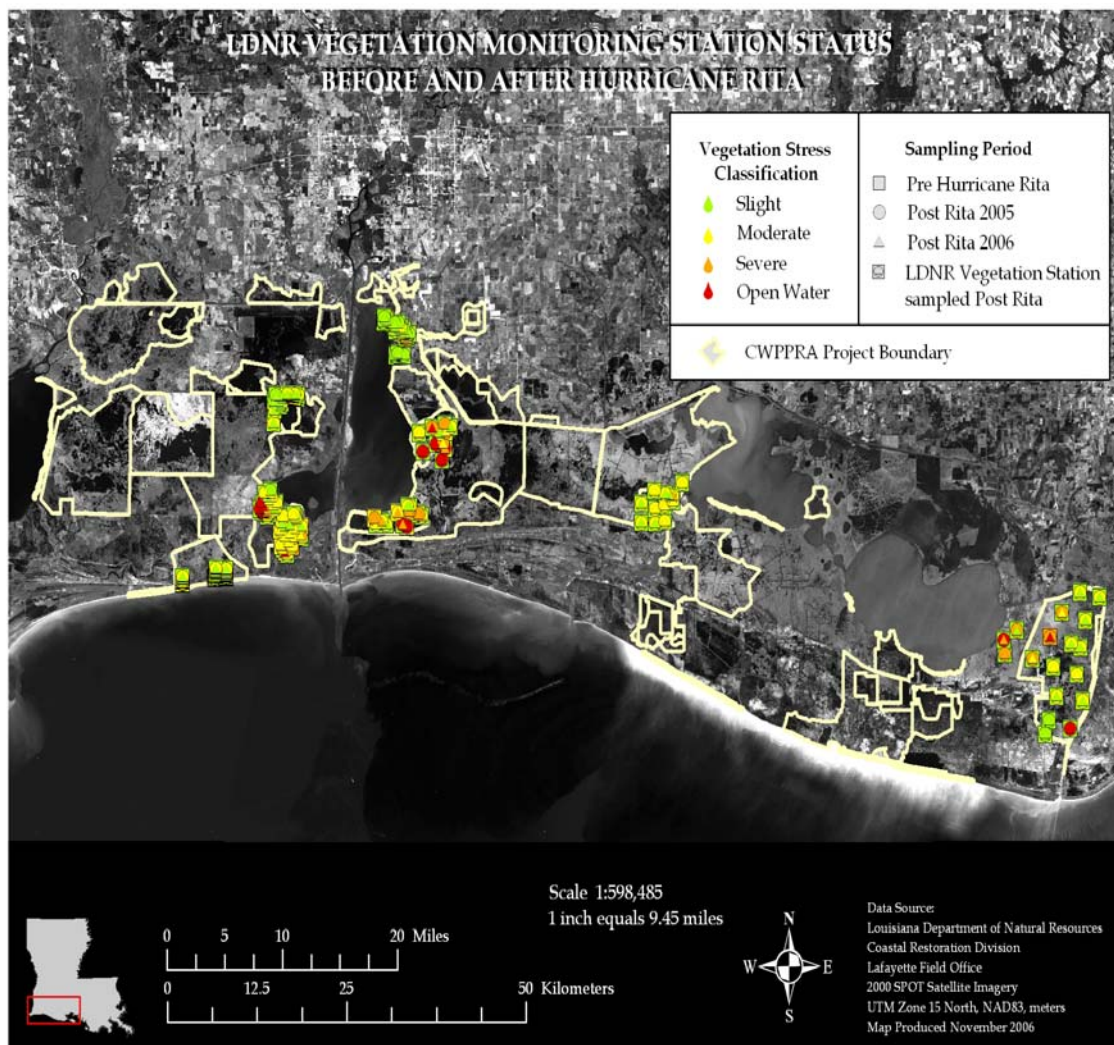 LDNR VEGETATION MONITORING STATION STATUS
BEFORE AND AFTER HURRICANE RITA
Vegetation Stress
Classification
Slight
Moderate
Severe
Open Water
Sampling Period
Pre Hurricane Rita
Post Rita 2005
Post Rita 2006
LDNR Vegetation Station
sampled Post Rita
CWPPRA Project Boundary
Scale 1:598,485
1 inch equals 9.45 miles
0 5 10 20 Miles
0 12.5 25 50 Kilometers
N
W E
S
Data Source:
Louisiana Department of Natural Resources
Coastal Restoration Division
Lafayette Field Office
2000 SPOT Satellite Imagery
UTM Zone 15 North, NAD83, meters
Map Produced November 2006